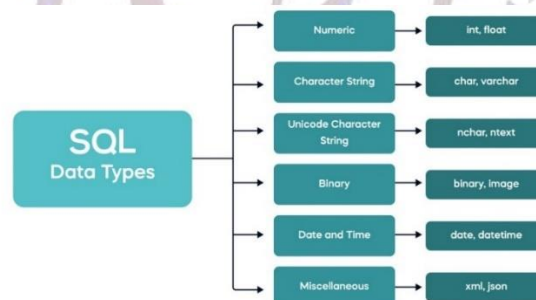 SQL
Data Types
Numeric
int, float
Character String
char, varchar
Unicode Character
String
nchar, ntext
Binary
binary, image
Date and Time
date, datetime
Miscellaneous
xml, json